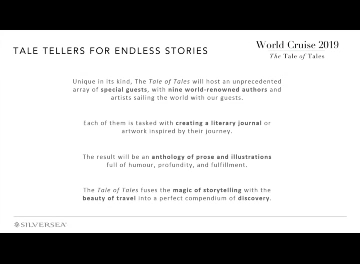 TALE TELLERS FOR ENDLESS STORIES
World Cruise 2019
The Tale of Tales
Unique in its kind, The Tale of Tales will host an unprecedented
array of special guests, with nine world-renowned authors and
artists sailing the world with our guests.
Each of them is tasked with creating a literary journal or
artwork inspired by their journey.
The result will be an anthology of prose and illustrations
full of humour, profundity, and fulfillment.
The Tale of Tales fuses the magic of storytelling with the
beauty of travel into a perfect compendium of discovery.
SILVERSEA